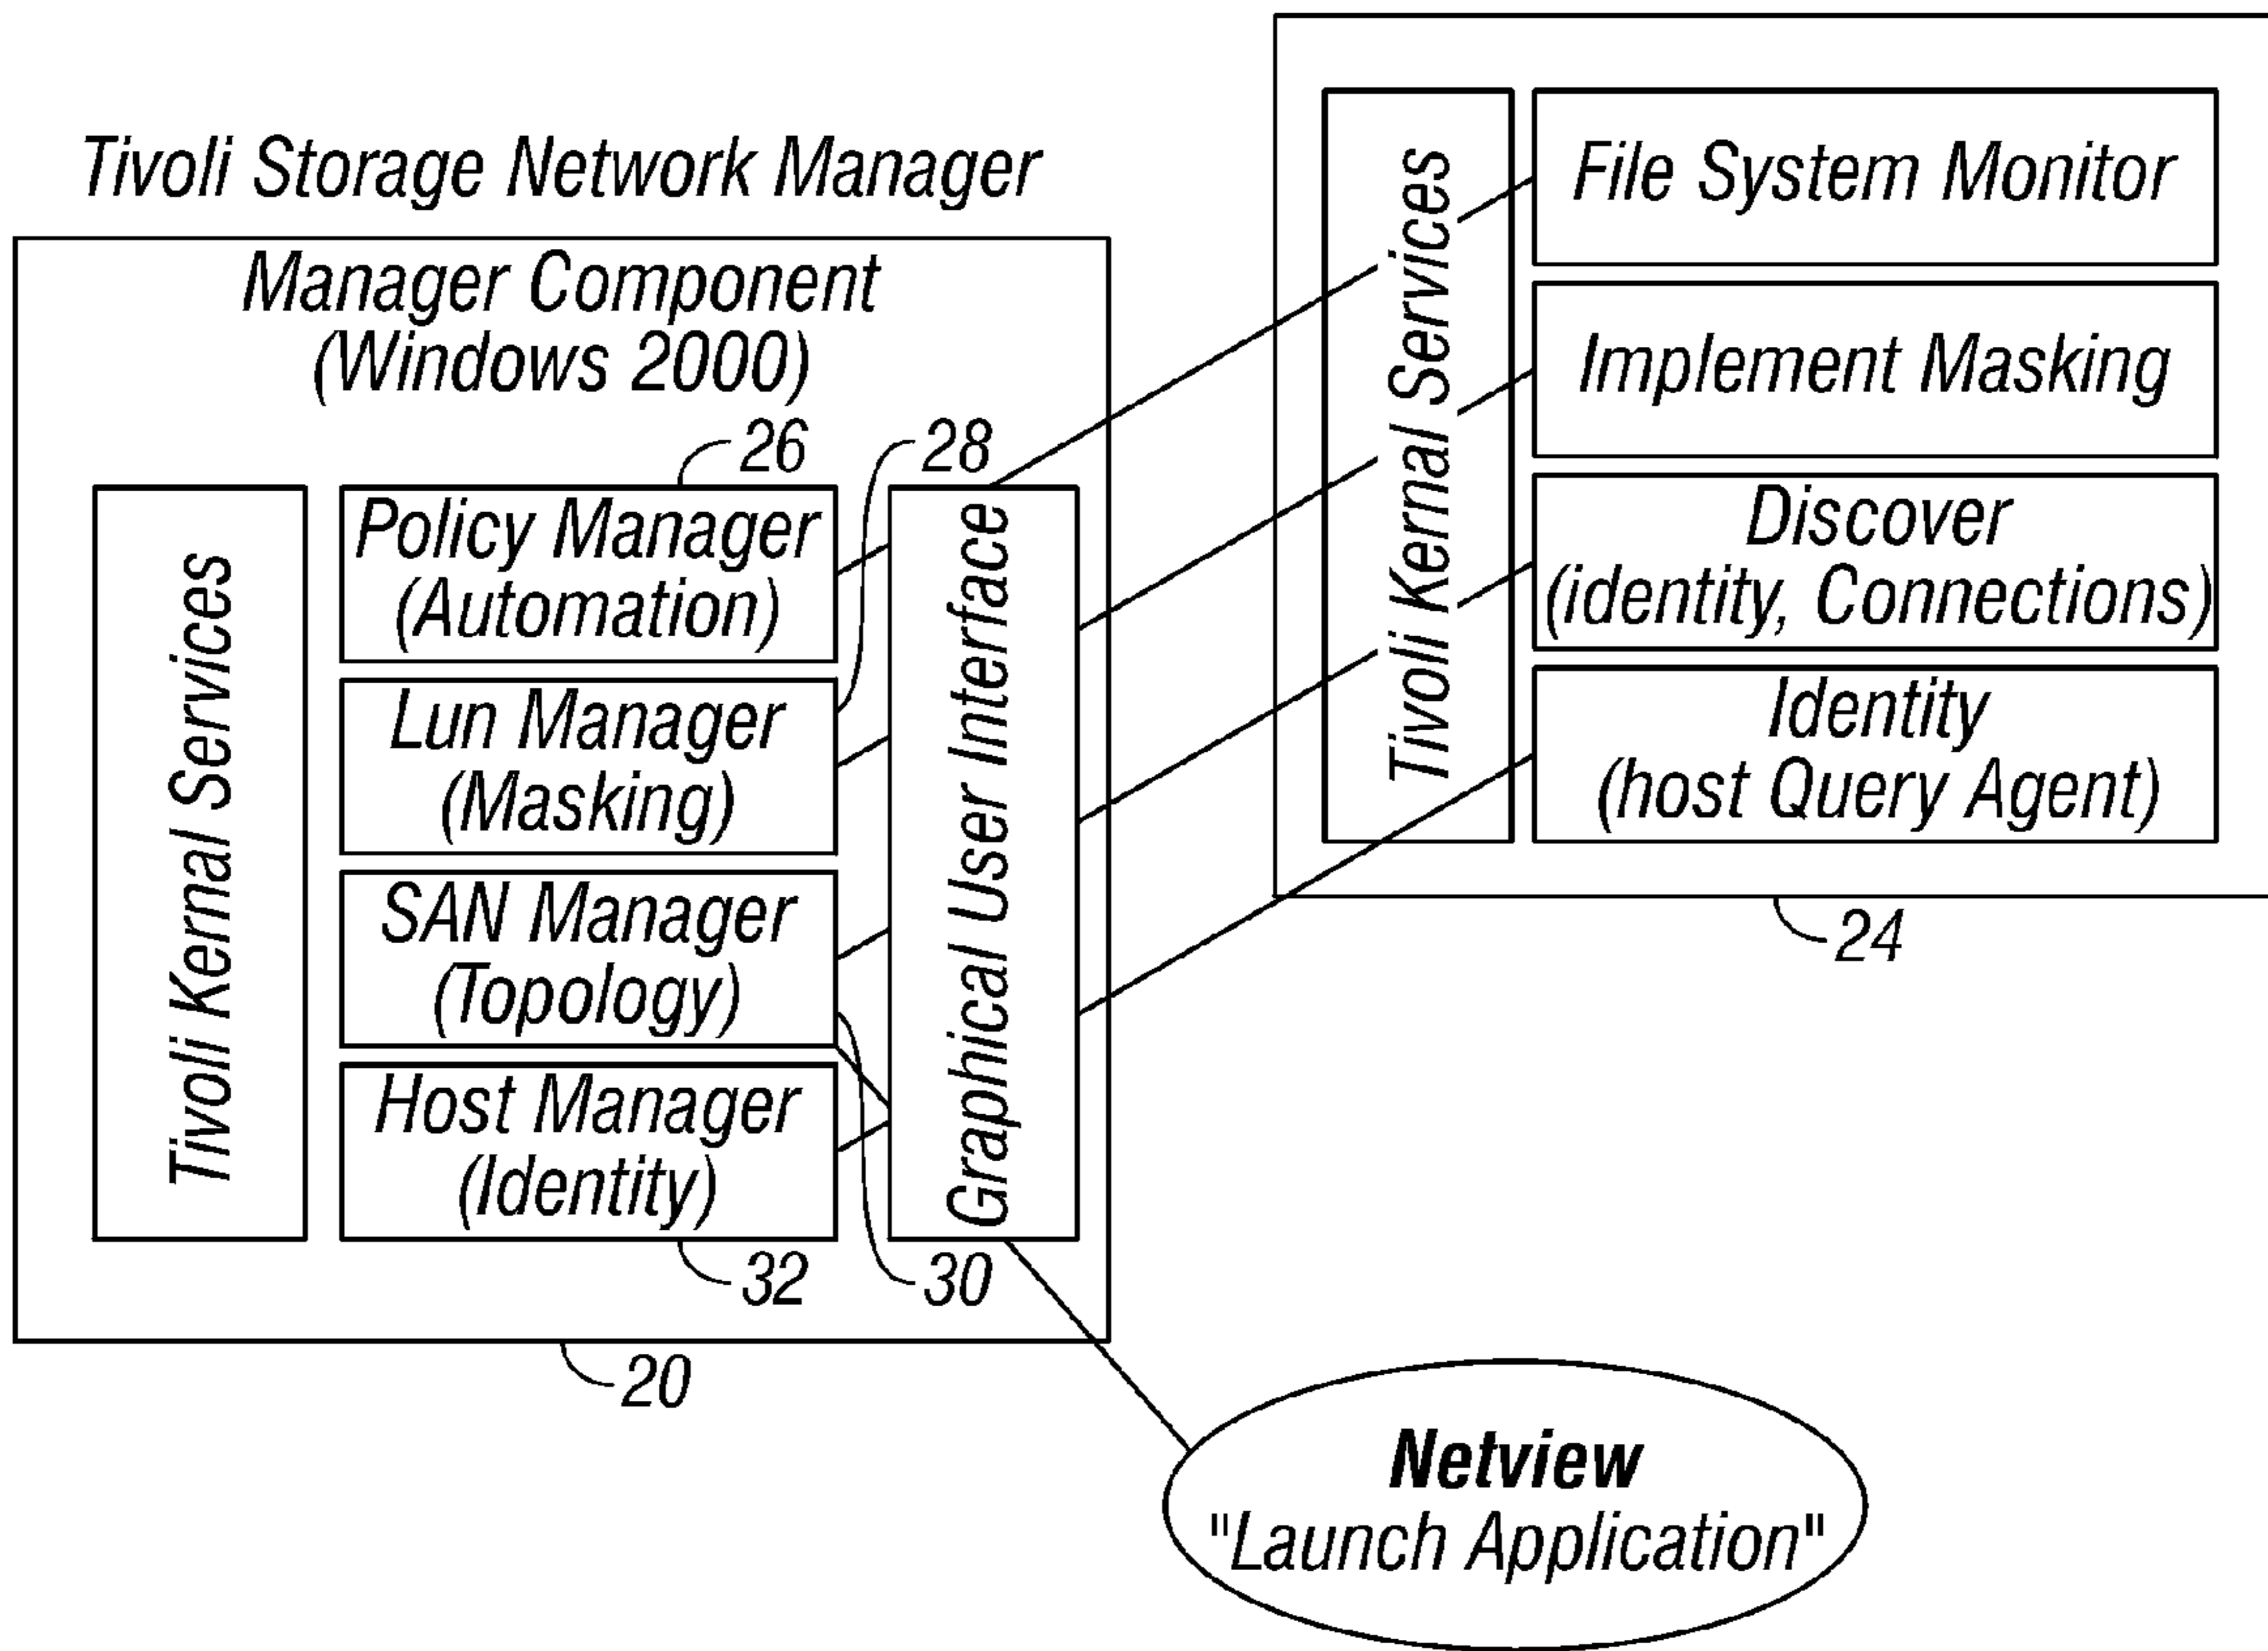 Tivoli Storage Network Manager
Manager Component
(Windows 2000)
26
28
Tivoli Kernal Services
Policy Manager
(Automation)
Lun Manager
(Masking)
SAN Manager
(Topology)
Host Manager
(Identity)
Graphical User Interface
32
30
20
Tivoli Kernal Services
File System Monitor
Implement Masking
Discover
(identity, Connections)
Identity
(host Query Agent)
24
Netview
"Launch Application"